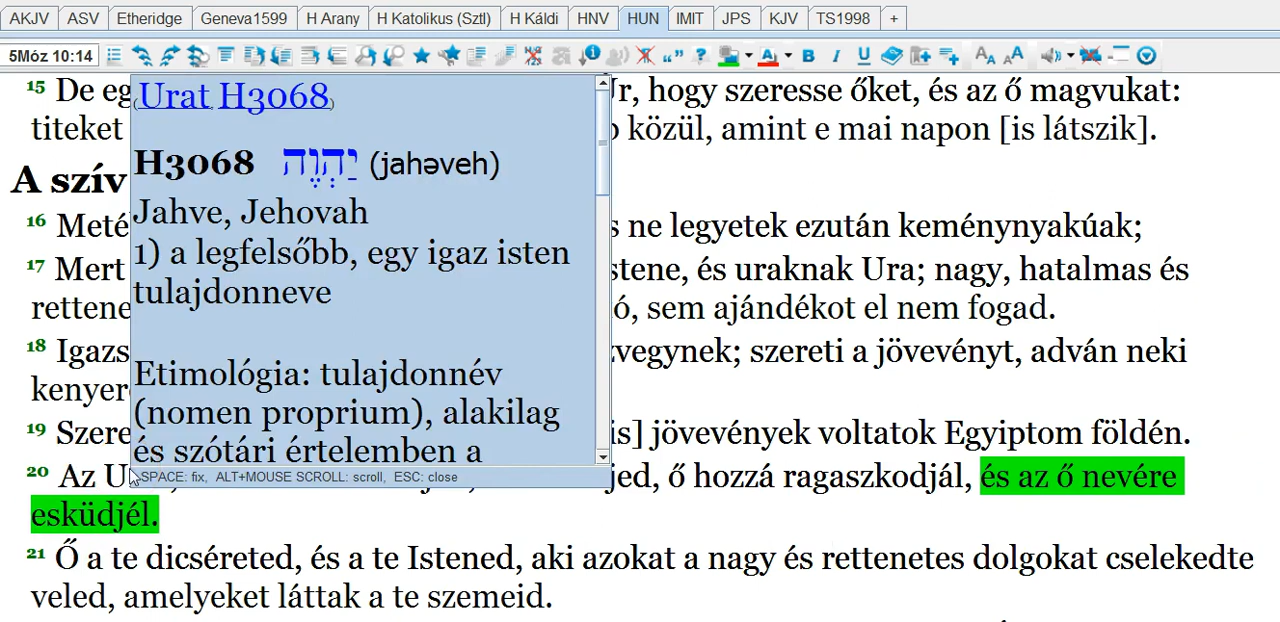 AKJV ASV Etheridge Geneva1599 H Arany H Katolikus (Sztl) H Káldi HNV HUN IMIT JPS KJV TS1998 +
5Móz 10:14
15 De eg Úr, hogy szeresse őket, és az ő magvukat:
titeket közül, amint e mai napon [is látszik].
A szív
16 Meté s ne legyetek ezután keménynyakúak;
17 Mert stene, és uraknak Ura; nagy, hatalmas és
rettene ó, sem ajándékot el nem fogad.
18 Igazs zvegynek; szereti a jövevényt, adván neki
kenyer
19 Szere is] jövevények voltatok Egyiptom földén.
20 Az U jed, ő hozzá ragaszkodjál, és az ő nevére
esküdjél.
21 Ő a te dicséreted, és a te Istened, aki azokat a nagy és rettenetes dolgokat cselekedte
veled, amelyeket láttak a te szemeid.
(Urat H3068)
H3068 יַהְוֶה (jahəveh)
Jahve, Jehovah
1) a legfelsőbb, egy igaz isten
tulajdonneve
Etimológia: tulajdonnév
(nomen proprium), alakilag
és szótári értelemben a
SPACE: fix, ALT+MOUSE SCROLL: scroll, ESC: close